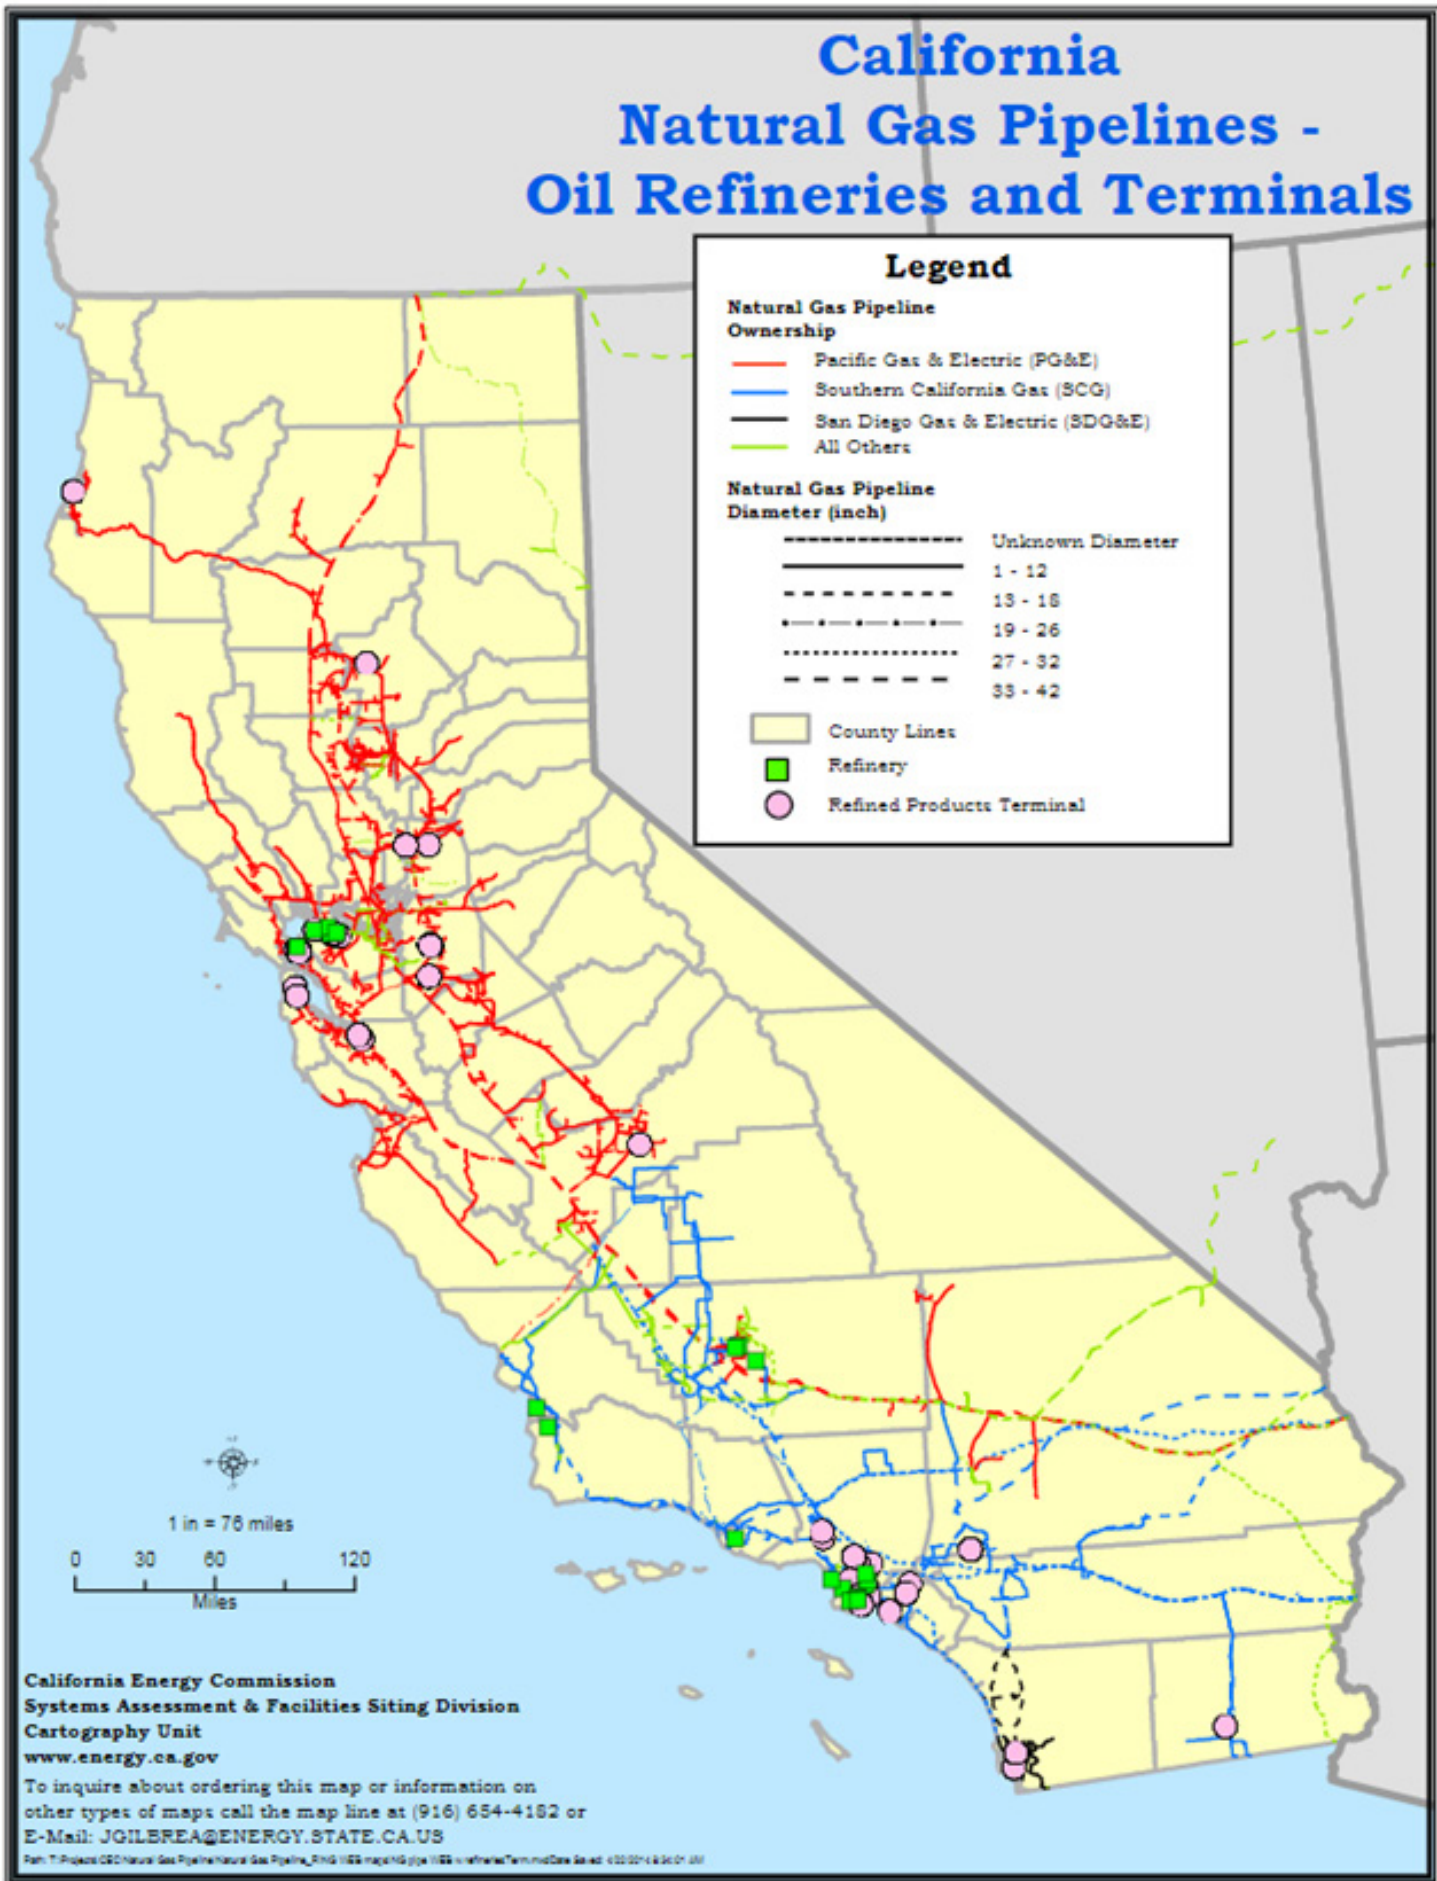 California
Natural Gas Pipelines -
Oil Refineries and Terminals
Legend
Natural Gas Pipeline
Ownership
Pacific Gas & Electric (PG&E)
Southern California Gas (SCG)
San Diego Gas & Electric (SDG&E)
All Others
Natural Gas Pipeline
Diameter (inch)
Unknown Diameter
1 - 12
13 - 18
19 - 26
27 - 32
33 - 42
County Lines
Refinery
Refined Products Terminal
1 in = 76 miles
0 30 60 120
Miles
California Energy Commission
Systems Assessment & Facilities Siting Division
Cartography Unit
www.energy.ca.gov
To inquire about ordering this map or information on
other types of maps call the map line at (916) 654-4182 or
E-Mail: JGILBREA@ENERGY.STATE.CA.US